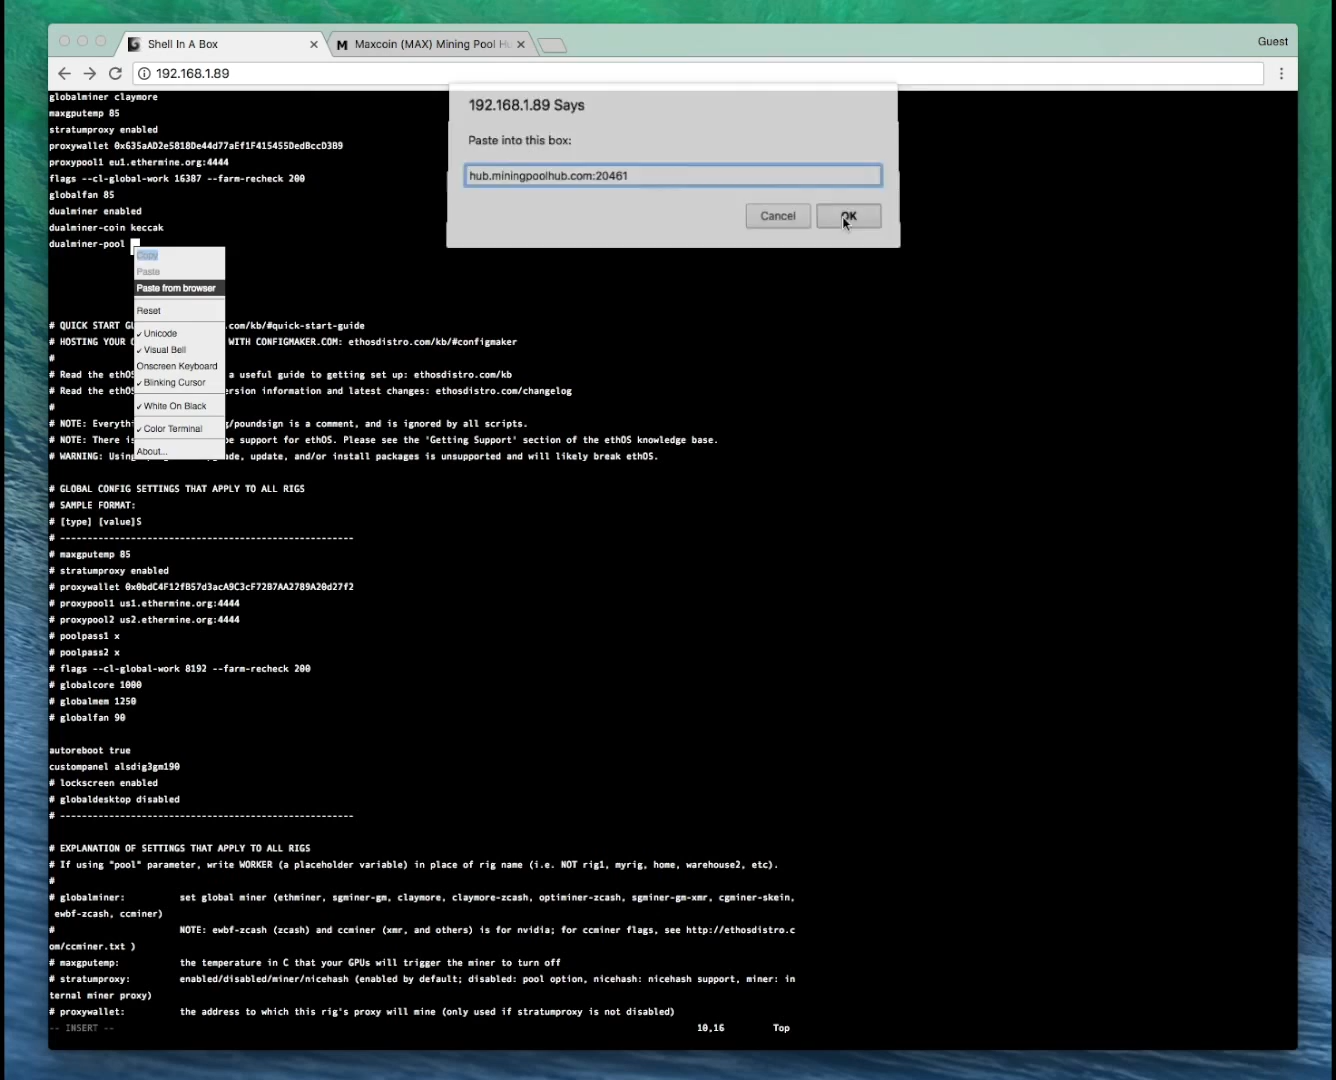 Shell In A Box
Maxcoin (MAX) Mining Pool Hu
Guest
192.168.1.89
globalminer claymore
maxgputemp 85
stratumproxy enabled
proxywallet 0x635aAD2e5818De44d77aEf1F415455DedBccD3B9
proxypool1 eu1.ethermine.org:4444
flags --cl-global-work 16387 --farm-recheck 200
globalfan 85
dualminer enabled
dualminer-coin keccak
dualminer-pool
192.168.1.89 Says
Paste into this box:
hub.miningpoolhub.com:20461
Cancel
OK
Copy
Paste
Paste from browser
Reset
✓ Unicode
✓ Visual Bell
Onscreen Keyboard
✓ Blinking Cursor
✓ White On Black
✓ Color Terminal
About...
# QUICK START GU .com/kb/#quick-start-guide
# HOSTING YOUR C WITH CONFIGMAKER.COM: ethosdistro.com/kb/#configmaker
#
# Read the ethOS a useful guide to getting set up: ethosdistro.com/kb
# Read the ethOS ersion information and latest changes: ethosdistro.com/changelog
#
# NOTE: Everythi g/poundsign is a comment, and is ignored by all scripts.
# NOTE: There is pe support for ethOS. Please see the 'Getting Support' section of the ethOS knowledge base.
# WARNING: Using de, update, and/or install packages is unsupported and will likely break ethOS.
# GLOBAL CONFIG SETTINGS THAT APPLY TO ALL RIGS
# SAMPLE FORMAT:
# [type] [value]S
# ------------------------------------------------------
# maxgputemp 85
# stratumproxy enabled
# proxywallet 0x0bdC4F12fB57d3acA9C3cF72B7AA2789A20d27f2
# proxypool1 us1.ethermine.org:4444
# proxypool2 us2.ethermine.org:4444
# poolpass1 x
# poolpass2 x
# flags --cl-global-work 8192 --farm-recheck 200
# globalcore 1000
# globalmem 1250
# globalfan 90
autoreboot true
custompanel alsdig3gm190
# lockscreen enabled
# globaldesktop disabled
# ------------------------------------------------------
# EXPLANATION OF SETTINGS THAT APPLY TO ALL RIGS
# If using "pool" parameter, write WORKER (a placeholder variable) in place of rig name (i.e. NOT rig1, myrig, home, warehouse2, etc).
#
# globalminer: set global miner (ethminer, sgminer-gm, claymore, claymore-zcash, optiminer-zcash, sgminer-gm-xmr, cgminer-skein,
ewbf-zcash, ccminer)
# NOTE: ewbf-zcash (zcash) and ccminer (xmr, and others) is for nvidia; for ccminer flags, see http://ethosdistro.c
om/ccminer.txt )
# maxgputemp: the temperature in C that your GPUs will trigger the miner to turn off
# stratumproxy: enabled/disabled/miner/nicehash (enabled by default; disabled: pool option, nicehash: nicehash support, miner: in
ternal miner proxy)
# proxywallet: the address to which this rig's proxy will mine (only used if stratumproxy is not disabled)
-- INSERT -- 10,16 Top